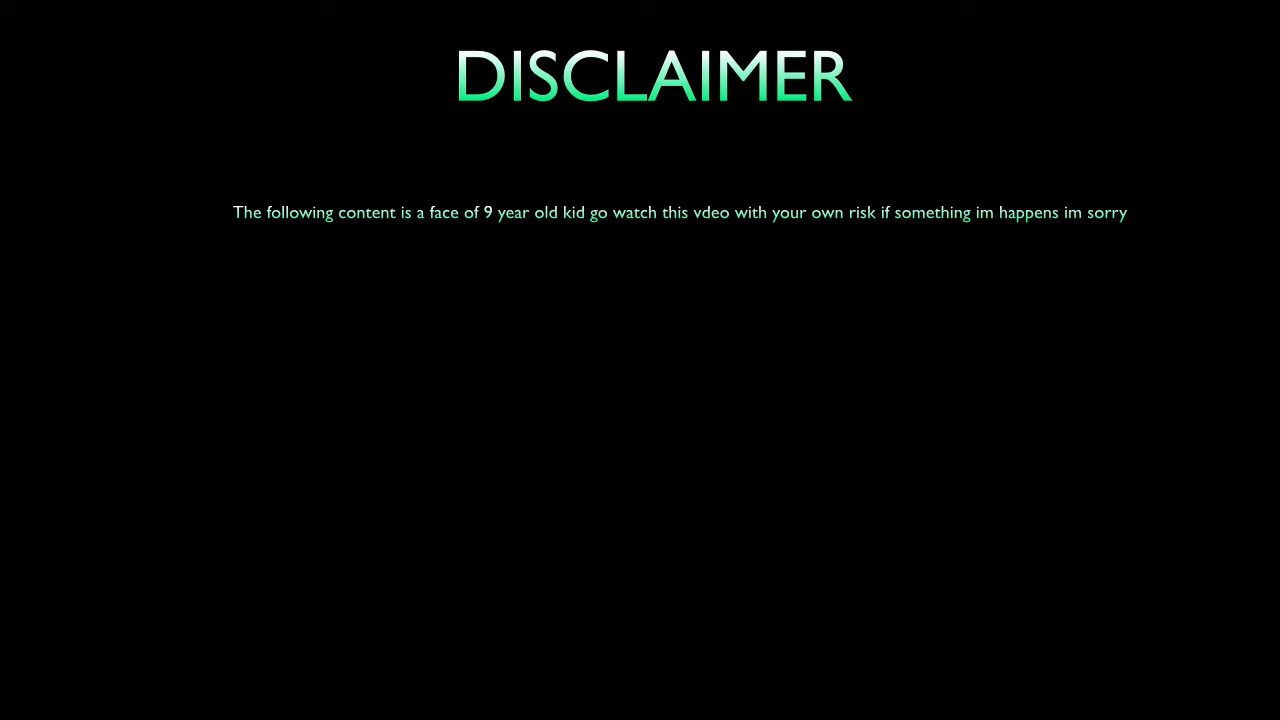 DISCLAIMER
The following content is a face of 9 year old kid go watch this vdeo with your own risk if something im happens im sorry